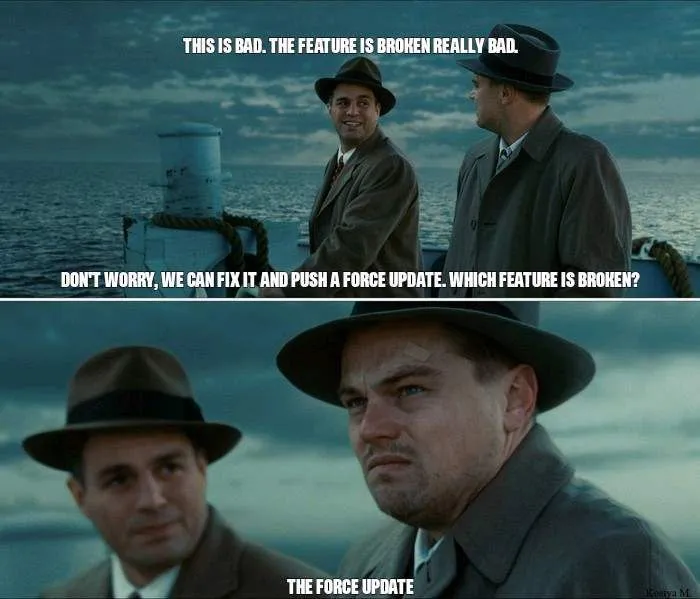 THIS IS BAD. THE FEATURE IS BROKEN REALLY BAD.
DON'T WORRY, WE CAN FIX IT AND PUSH A FORCE UPDATE. WHICH FEATURE IS BROKEN?
THE FORCE UPDATE
Kostya M.